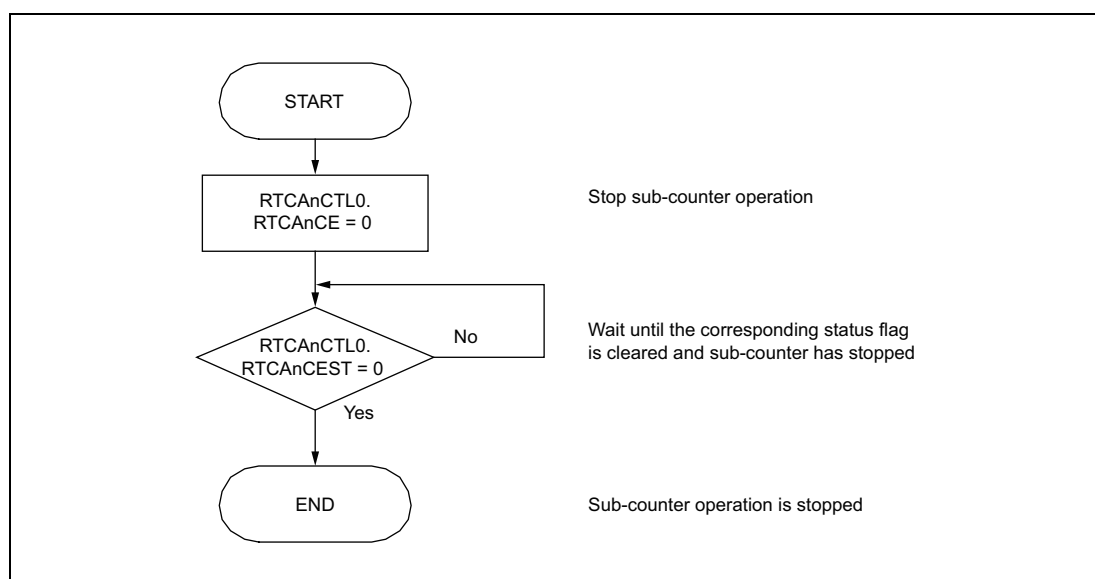 START
RTCAnCTL0.
RTCAnCE = 0
Stop sub-counter operation
RTCAnCTL0.
RTCAnCEST = 0
No
Wait until the corresponding status flag
is cleared and sub-counter has stopped
Yes
END
Sub-counter operation is stopped